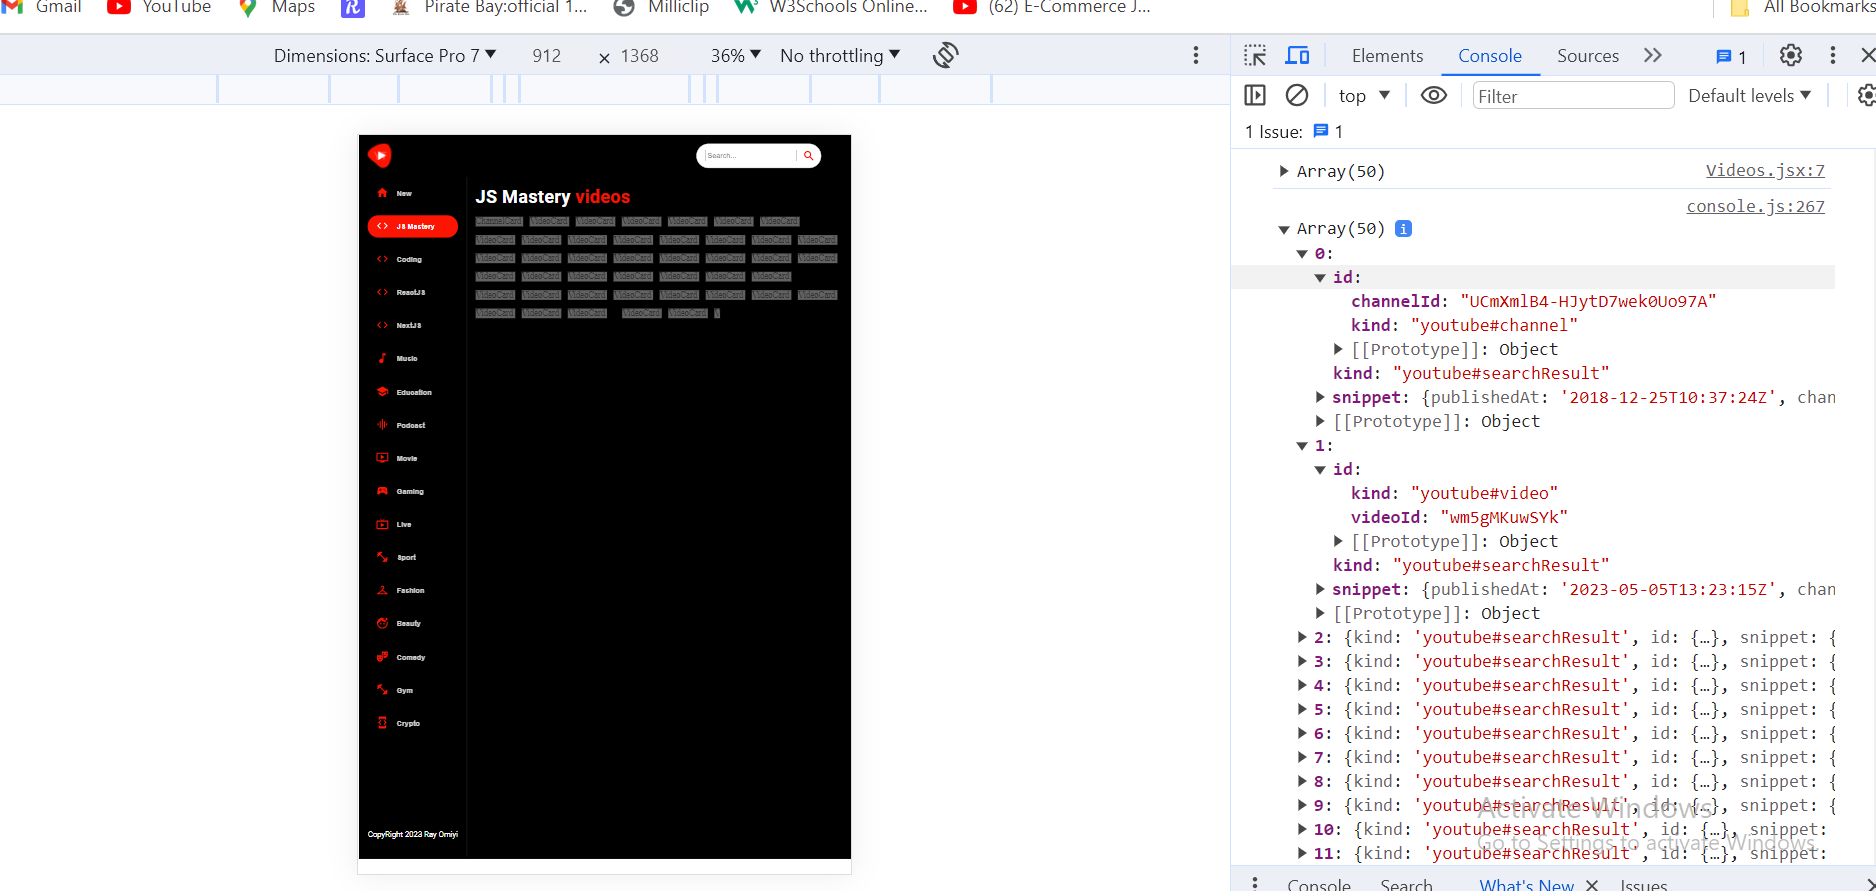 Gmail YouTube Maps Pirate Bay:official 1... Milliclip W3Schools Online... (62) E-Commerce J... All Bookmarks
Dimensions: Surface Pro 7 ▼ 912 × 1368 36% ▼ No throttling ▼
Elements Console Sources 1
top ▼ Filter Default levels ▼
1 Issue: 1
Search...
New
JS Mastery
Coding
ReactJS
NextJS
Music
Education
Podcast
Movie
Gaming
Live
Sport
Fashion
Beauty
Comedy
Gym
Crypto
CopyRight 2023 Ray Omiyi
JS Mastery videos
ChannelCard VideoCard VideoCard VideoCard VideoCard VideoCard VideoCard
VideoCard VideoCard VideoCard VideoCard VideoCard VideoCard VideoCard VideoCard
VideoCard VideoCard VideoCard VideoCard VideoCard VideoCard VideoCard VideoCard
VideoCard VideoCard VideoCard VideoCard VideoCard VideoCard VideoCard
VideoCard VideoCard VideoCard VideoCard VideoCard VideoCard VideoCard VideoCard
VideoCard VideoCard VideoCard VideoCard VideoCard V
▶ Array(50) Videos.jsx:7
console.js:267
▼ Array(50) i
▼ 0:
▼ id:
channelId: "UCmXmlB4-HJytD7wek0Uo97A"
kind: "youtube#channel"
▶ [[Prototype]]: Object
kind: "youtube#searchResult"
▶ snippet: {publishedAt: '2018-12-25T10:37:24Z', chan
▶ [[Prototype]]: Object
▼ 1:
▼ id:
kind: "youtube#video"
videoId: "wm5gMKuwSYk"
▶ [[Prototype]]: Object
kind: "youtube#searchResult"
▶ snippet: {publishedAt: '2023-05-05T13:23:15Z', chan
▶ [[Prototype]]: Object
▶ 2: {kind: 'youtube#searchResult', id: {…}, snippet: {
▶ 3: {kind: 'youtube#searchResult', id: {…}, snippet: {
▶ 4: {kind: 'youtube#searchResult', id: {…}, snippet: {
▶ 5: {kind: 'youtube#searchResult', id: {…}, snippet: {
▶ 6: {kind: 'youtube#searchResult', id: {…}, snippet: {
▶ 7: {kind: 'youtube#searchResult', id: {…}, snippet: {
▶ 8: {kind: 'youtube#searchResult', id: {…}, snippet: {
▶ 9: {kind: 'youtube#searchResult', id: {…}, snippet: {
▶ 10: {kind: 'youtube#searchResult', id: {…}, snippet:
▶ 11: {kind: 'youtube#searchResult', id: {…}, snippet:
Activate Windows
Go to Settings to activate Windows.
Console Search What's New Issues